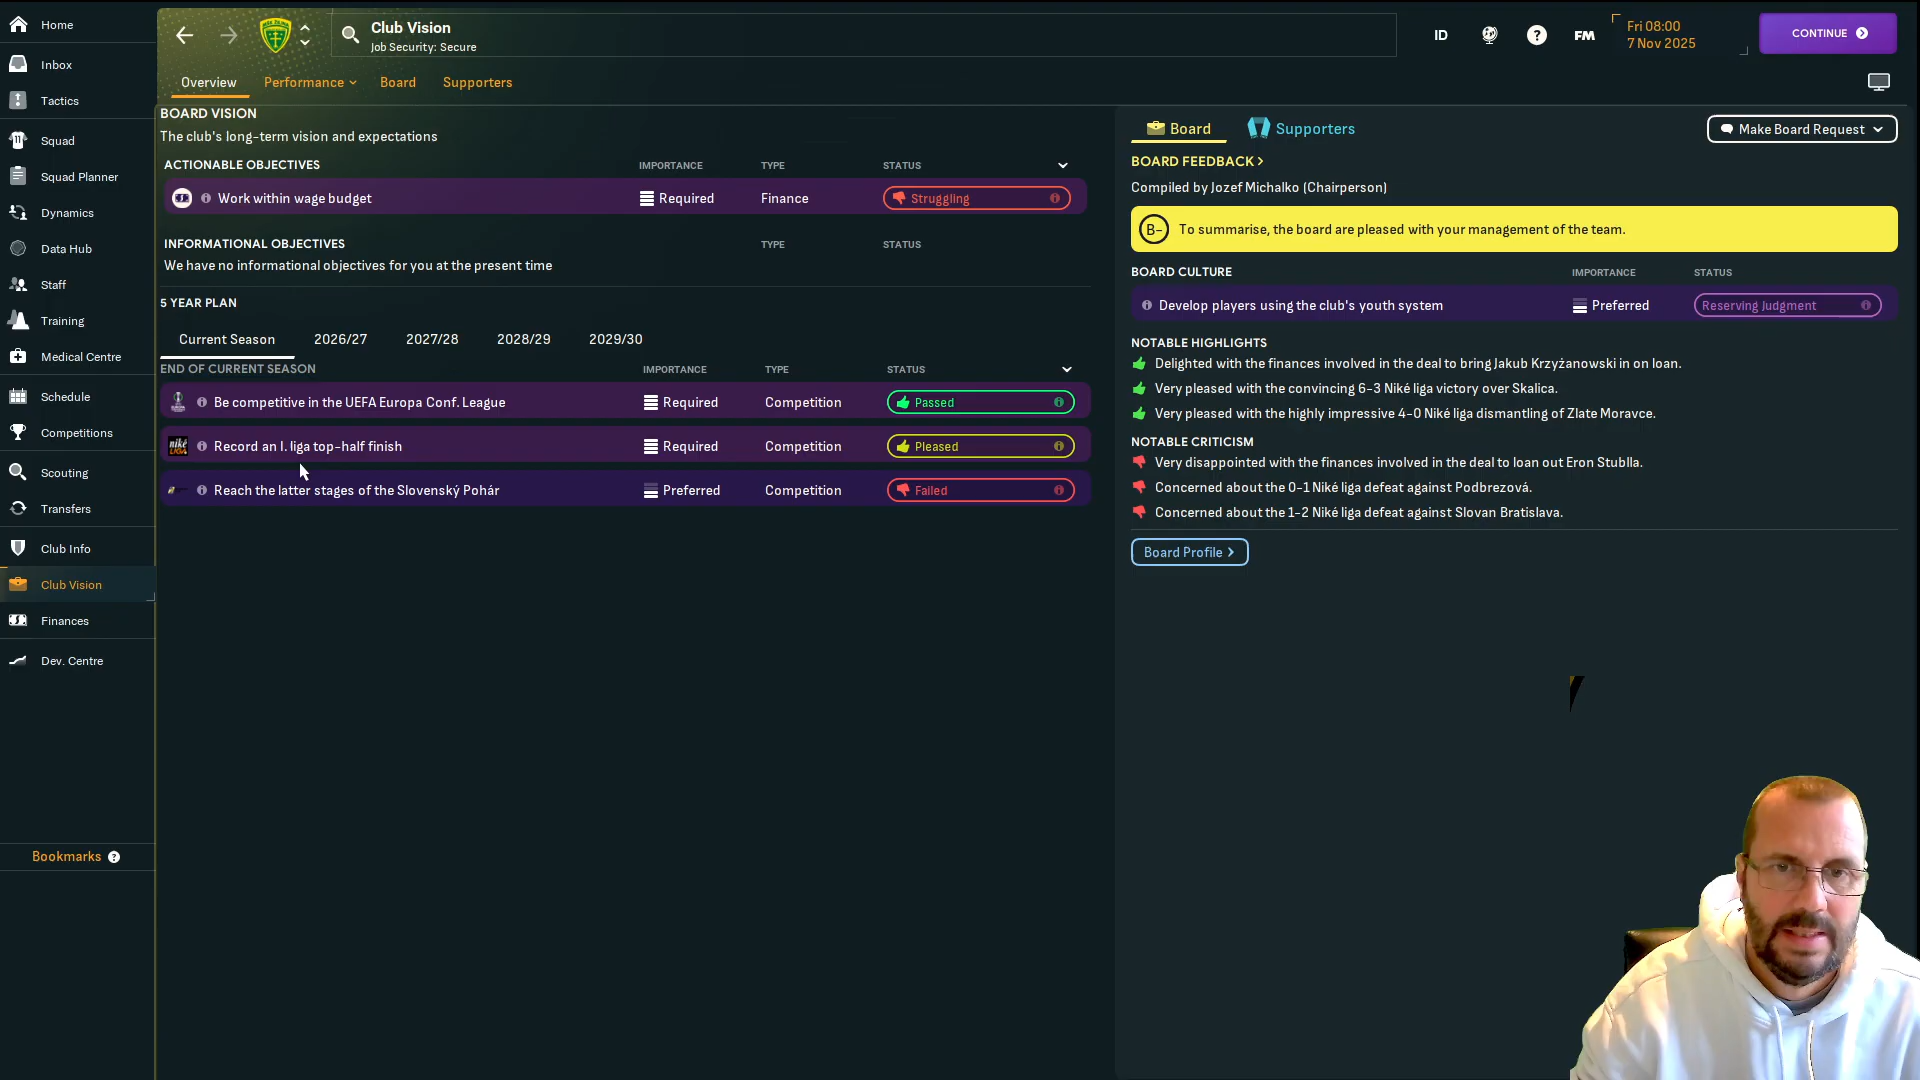 Home
Inbox
Tactics
Squad
Squad Planner
Dynamics
Data Hub
Staff
Training
Medical Centre
Schedule
Competitions
Scouting
Transfers
Club Info
Club Vision
Finances
Dev. Centre
Bookmarks ?
Club Vision
Job Security: Secure
ID ? FM
Fri 08:00
7 Nov 2025
CONTINUE
Overview Performance Board Supporters
BOARD VISION
The club's long-term vision and expectations
ACTIONABLE OBJECTIVES IMPORTANCE TYPE STATUS
Work within wage budget Required Finance Struggling
INFORMATIONAL OBJECTIVES TYPE STATUS
We have no informational objectives for you at the present time
5 YEAR PLAN
Current Season 2026/27 2027/28 2028/29 2029/30
END OF CURRENT SEASON IMPORTANCE TYPE STATUS
Be competitive in the UEFA Europa Conf. League Required Competition Passed
Record an I. liga top-half finish Required Competition Pleased
Reach the latter stages of the Slovenský Pohár Preferred Competition Failed
Board Supporters Make Board Request
BOARD FEEDBACK >
Compiled by Jozef Michalko (Chairperson)
B- To summarise, the board are pleased with your management of the team.
BOARD CULTURE IMPORTANCE STATUS
Develop players using the club's youth system Preferred Reserving Judgment
NOTABLE HIGHLIGHTS
Delighted with the finances involved in the deal to bring Jakub Krzyżanowski in on loan.
Very pleased with the convincing 6-3 Niké liga victory over Skalica.
Very pleased with the highly impressive 4-0 Niké liga dismantling of Zlate Moravce.
NOTABLE CRITICISM
Very disappointed with the finances involved in the deal to loan out Eron Stublla.
Concerned about the 0-1 Niké liga defeat against Podbrezová.
Concerned about the 1-2 Niké liga defeat against Slovan Bratislava.
Board Profile >